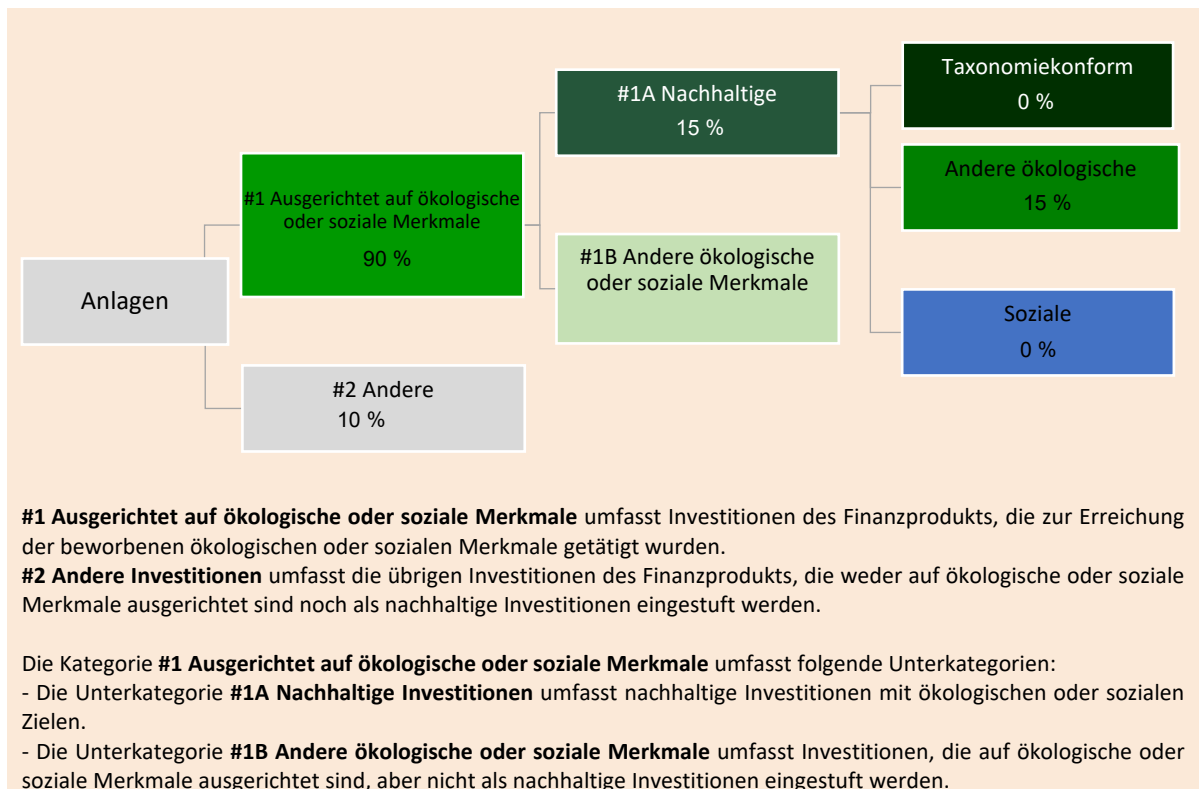 Anlagen
#1 Ausgerichtet auf ökologische
oder soziale Merkmale
90 %
#2 Andere
10 %
#1A Nachhaltige
15 %
#1B Andere ökologische
oder soziale Merkmale
Taxonomiekonform
0 %
Andere ökologische
15 %
Soziale
0 %
#1 Ausgerichtet auf ökologische oder soziale Merkmale umfasst Investitionen des Finanzprodukts, die zur Erreichung
der beworbenen ökologischen oder sozialen Merkmale getätigt wurden.
#2 Andere Investitionen umfasst die übrigen Investitionen des Finanzprodukts, die weder auf ökologische oder soziale
Merkmale ausgerichtet sind noch als nachhaltige Investitionen eingestuft werden.
Die Kategorie #1 Ausgerichtet auf ökologische oder soziale Merkmale umfasst folgende Unterkategorien:
- Die Unterkategorie #1A Nachhaltige Investitionen umfasst nachhaltige Investitionen mit ökologischen oder sozialen
Zielen.
- Die Unterkategorie #1B Andere ökologische oder soziale Merkmale umfasst Investitionen, die auf ökologische oder
soziale Merkmale ausgerichtet sind, aber nicht als nachhaltige Investitionen eingestuft werden.